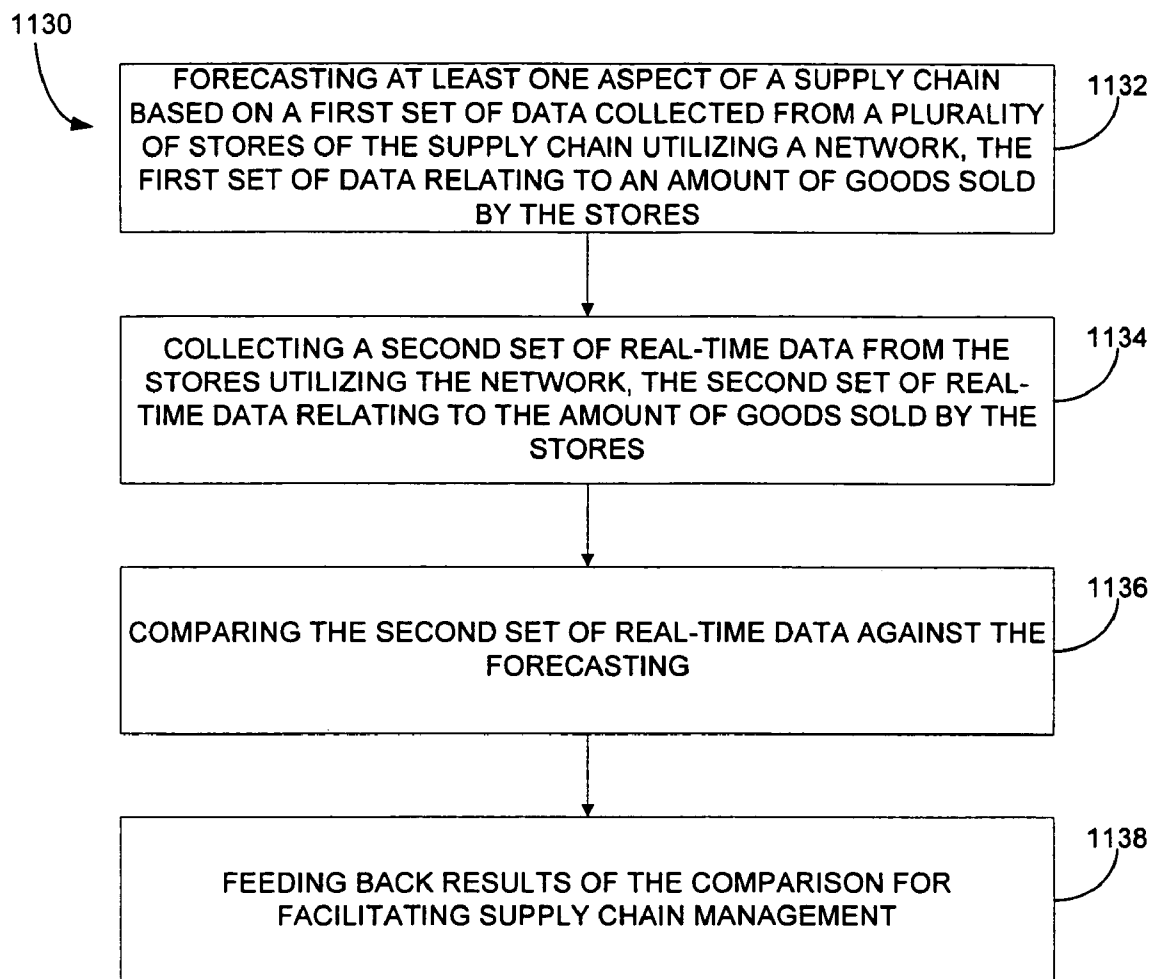 1130
FORECASTING AT LEAST ONE ASPECT OF A SUPPLY CHAIN
BASED ON A FIRST SET OF DATA COLLECTED FROM A PLURALITY
OF STORES OF THE SUPPLY CHAIN UTILIZING A NETWORK, THE
FIRST SET OF DATA RELATING TO AN AMOUNT OF GOODS SOLD
BY THE STORES
1132
COLLECTING A SECOND SET OF REAL-TIME DATA FROM THE
STORES UTILIZING THE NETWORK, THE SECOND SET OF REAL-
TIME DATA RELATING TO THE AMOUNT OF GOODS SOLD BY THE
STORES
1134
COMPARING THE SECOND SET OF REAL-TIME DATA AGAINST THE
FORECASTING
1136
FEEDING BACK RESULTS OF THE COMPARISON FOR
FACILITATING SUPPLY CHAIN MANAGEMENT
1138